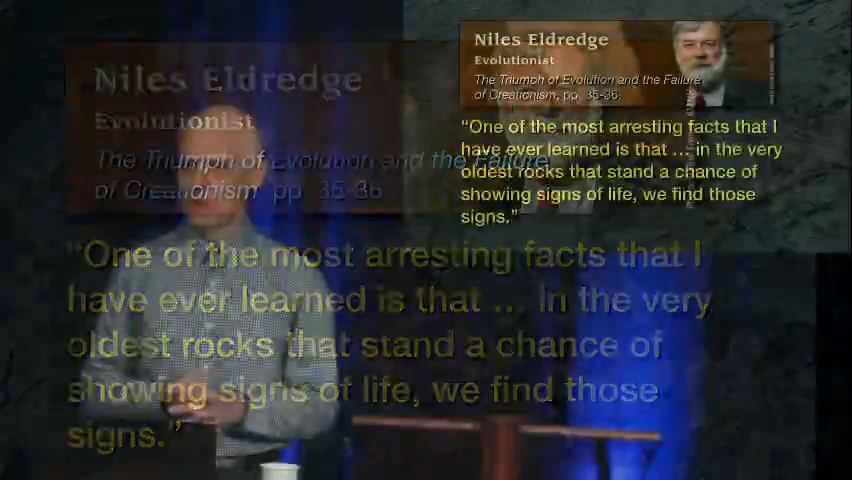 Niles Eldredge
Evolutionist
The Triumph of Evolution and the Failure
of Creationism, pp. 35-36.
“One of the most arresting facts that I
have ever learned is that ... in the very
oldest rocks that stand a chance of
showing signs of life, we find those
signs.”
Niles Eldredge
Evolutionist
The Triumph of Evolution and the Failure
of Creationism pp. 35-36
“One of the most arresting facts that I
have ever learned is that ... in the very
oldest rocks that stand a chance of
showing signs of life, we find those
signs.”